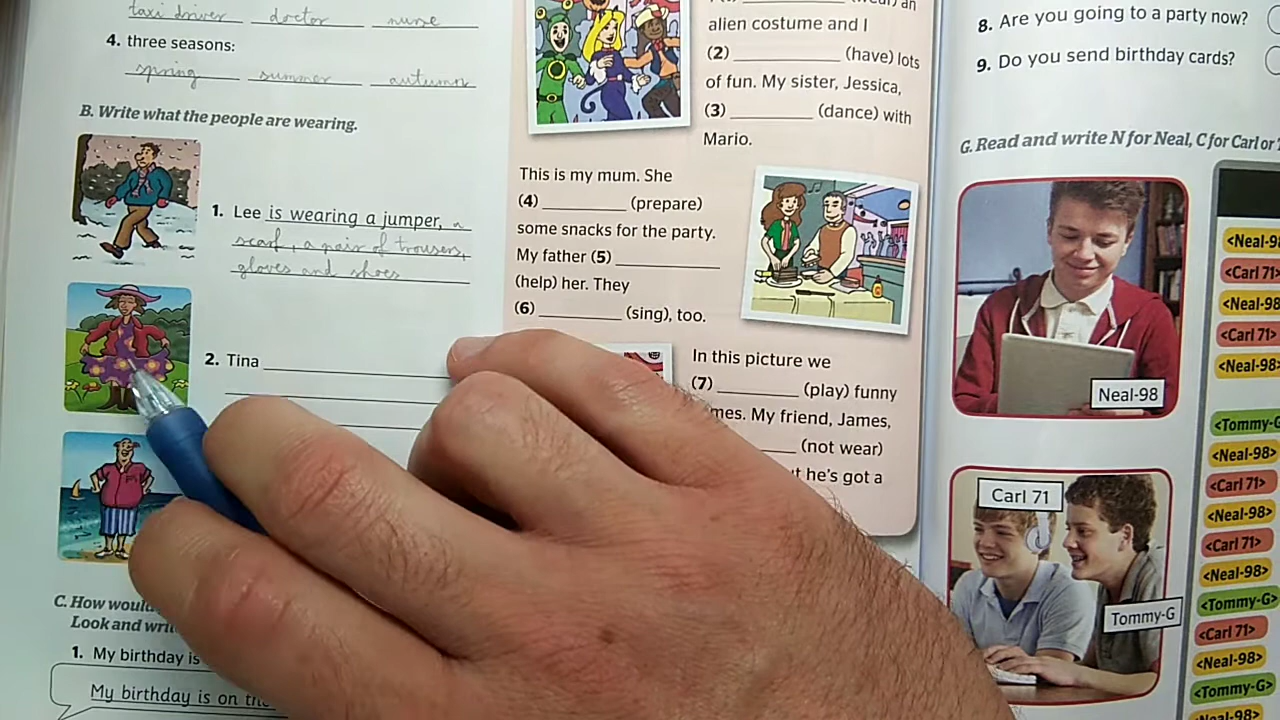 taxi driver doctor nurse
4. three seasons:
spring summer autumn
B. Write what the people are wearing.
1. Lee is wearing a jumper, a
scarf, a pair of trousers,
gloves and shoes
2. Tina
C. How
Look and
1. My birthday is
My birthday is on the
an
alien costume and I
(2) (have) lots
of fun. My sister, Jessica,
(3) (dance) with
Mario.
This is my mum. She
(4) (prepare)
some snacks for the party.
My father (5)
(help) her. They
(6) (sing), too.
In this picture we
(7) (play) funny
My friend, James,
(not wear)
he's got a
8. Are you going to a party now?
9. Do you send birthday cards?
G. Read and write N for Neal, C for Carl or
Neal-98
Carl 71
Tommy-G
<Neal-98
<Carl 71>
<Neal-98
<Carl 71>
<Neal-98>
<Tommy-G
<Neal-98>
<Carl 71>
<Neal-98>
<Carl 71>
<Neal-98>
<Tommy-G>
<Carl 71>
<Neal-98>
<Tommy-G>
<Neal-98>